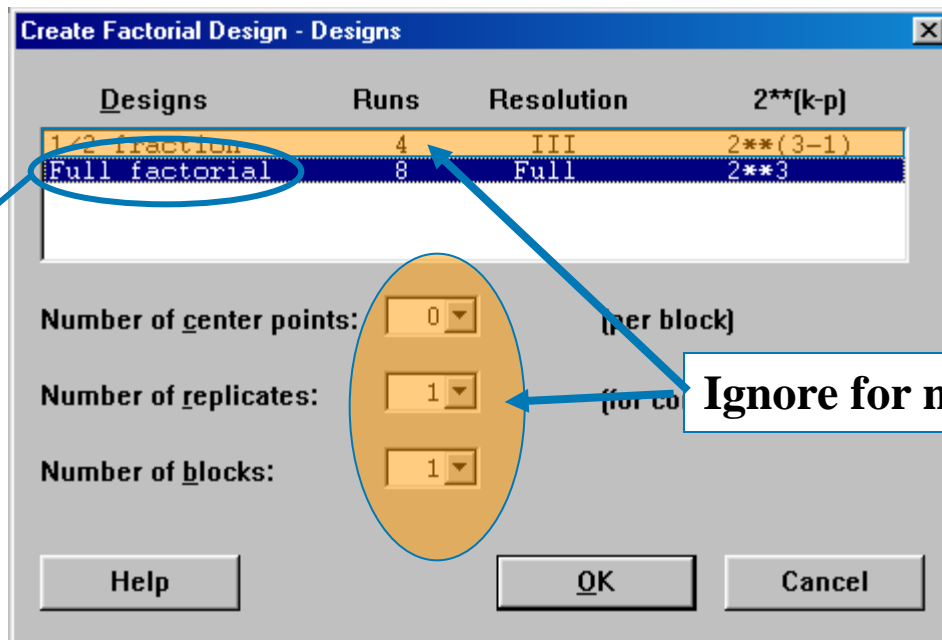 Create Factorial Design - Designs
Designs Runs Resolution 2**(k-p)
1/2 fraction 4 III 2**(3-1)
Full factorial 8 Full 2**3
Number of center points: 0 (per block)
Number of replicates: 1 (for co
Ignore for n
Number of blocks: 1
Help OK Cancel